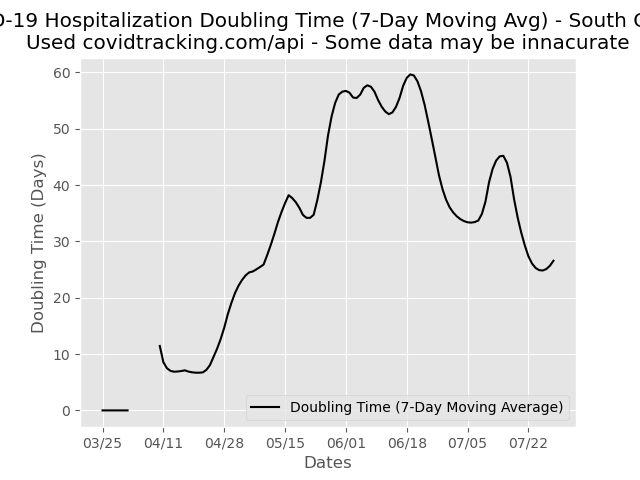 -19 Hospitalization Doubling Time (7-Day Moving Avg) - South
Used covidtracking.com/api - Some data may be innacurate
Doubling Time (Days)
60
50
40
30
20
10
0
Doubling Time (7-Day Moving Average)
03/25 04/11 04/28 05/15 06/01 06/18 07/05 07/22
Dates